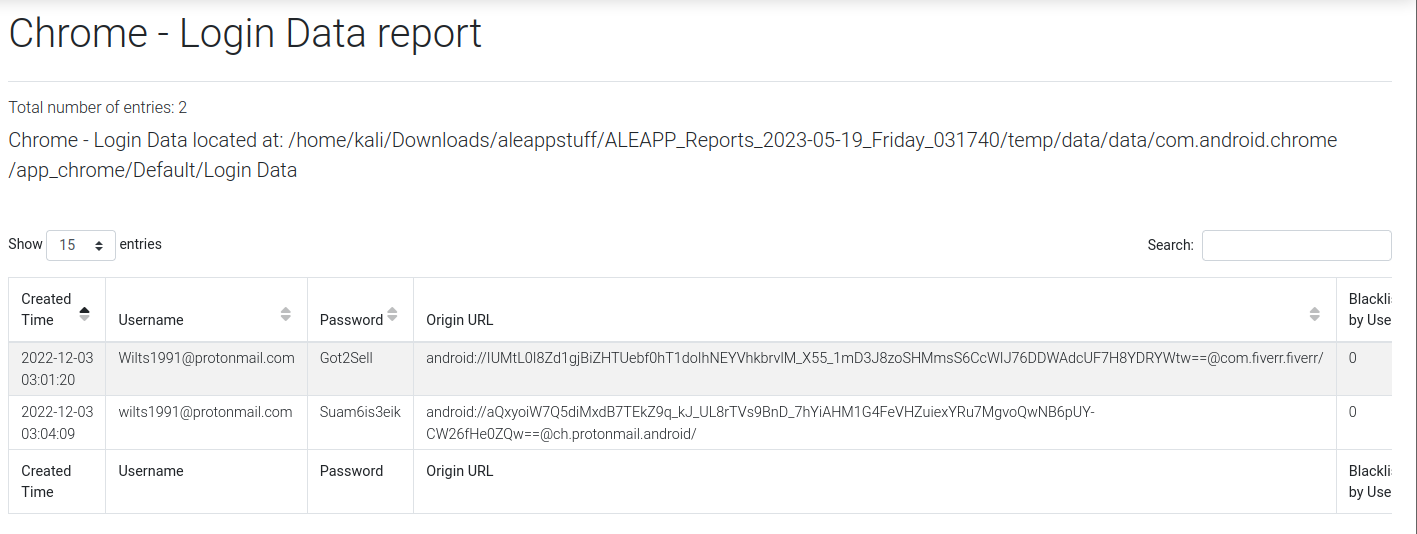 Chrome - Login Data report
Total number of entries: 2
Chrome - Login Data located at: /home/kali/Downloads/aleappstuff/ALEAPP_Reports_2023-05-19_Friday_031740/temp/data/data/com.android.chrome
/app_chrome/Default/Login Data
Show 15 entries
Search:
Created Time Username Password Origin URL Blackli by Use
2022-12-03 03:01:20 Wilts1991@protonmail.com Got2Sell android://IUMtL0I8Zd1gjBiZHTUebf0hT1dolhNEYVhkbrvIM_X55_1mD3J8zoSHMmsS6CcWIJ76DDWAdcUF7H8YDRYWtw==@com.fiverr.fiverr/ 0
2022-12-03 03:04:09 wilts1991@protonmail.com Suam6is3eik android://aQxyoiW7Q5diMxdB7TEkZ9q_kJ_UL8rTVs9BnD_7hYiAHM1G4FeVHZuiexYRu7MgvoQwNB6pUY-
CW26fHe0ZQw==@ch.protonmail.android/ 0
Created Time Username Password Origin URL Blackli by Use